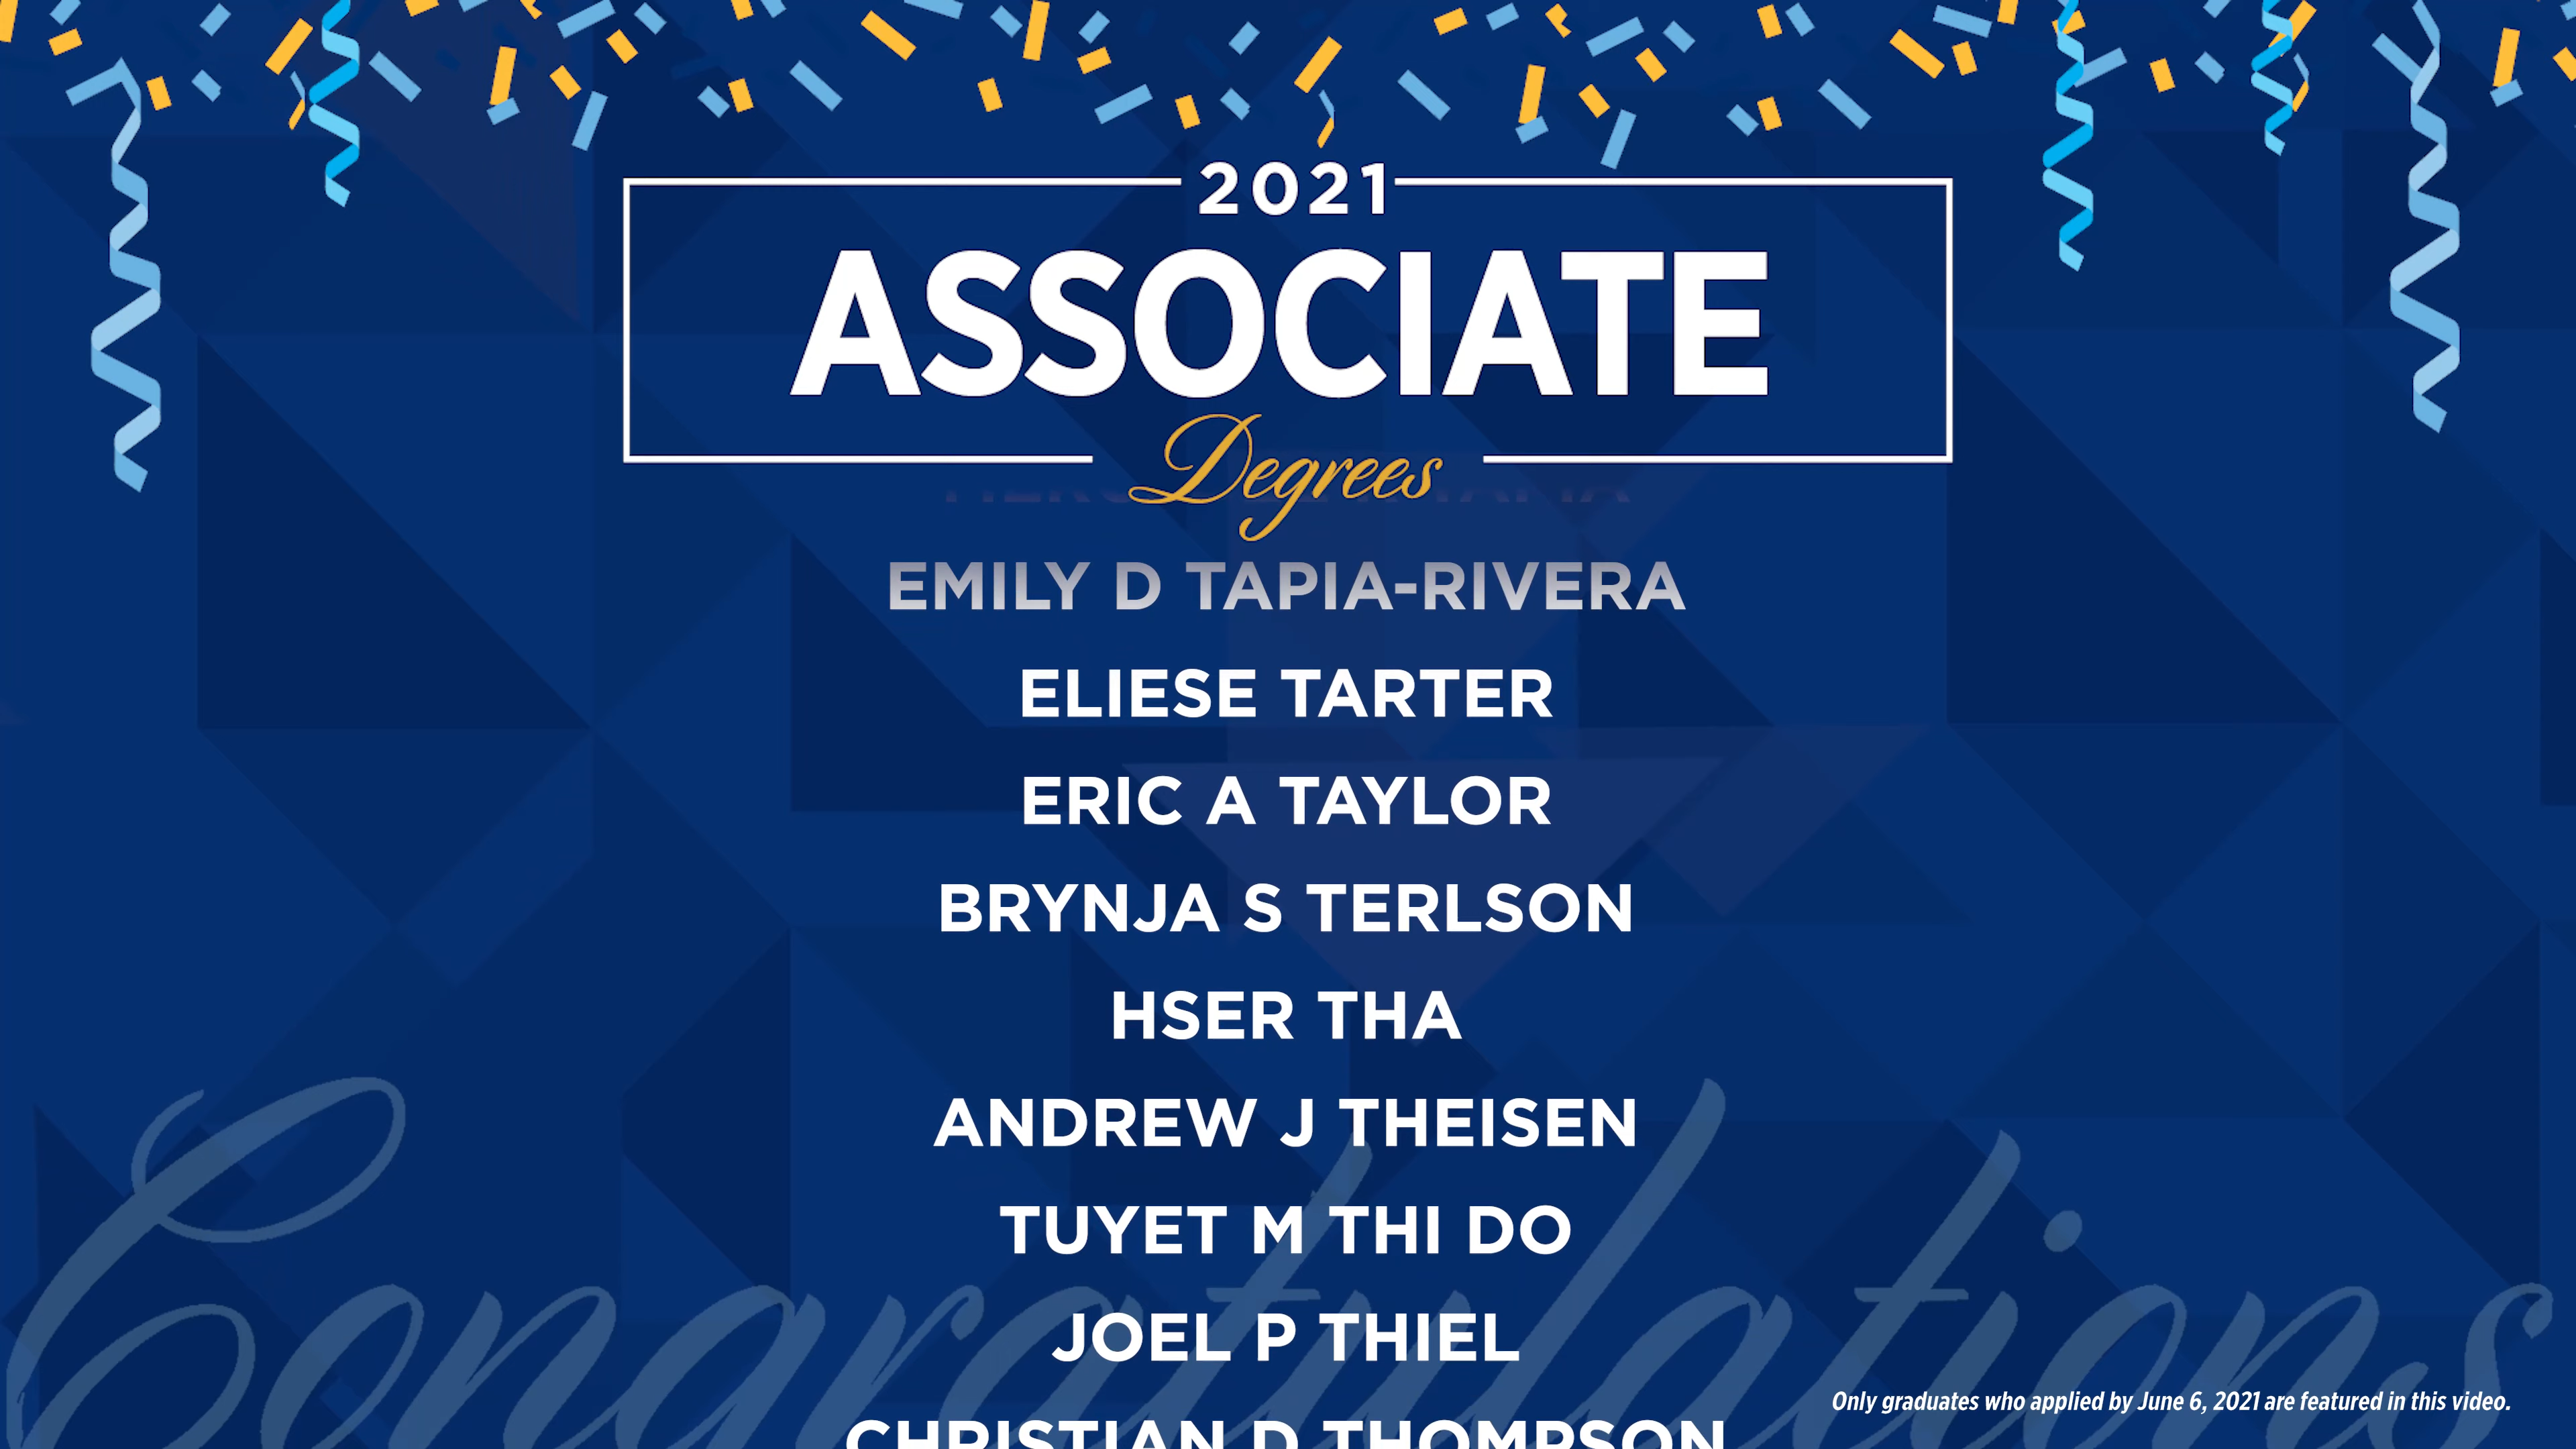 2021
ASSOCIATE
Degrees
EMILY D TAPIA-RIVERA
ELIESE TARTER
ERIC A TAYLOR
BRYNJA S TERLSON
HSER THA
ANDREW J THEISEN
TUYET M THI DO
JOEL P THIEL
CHRISTIAN D THOMPSON
Congratulations
Only graduates who applied by June 6, 2021 are featured in this video.